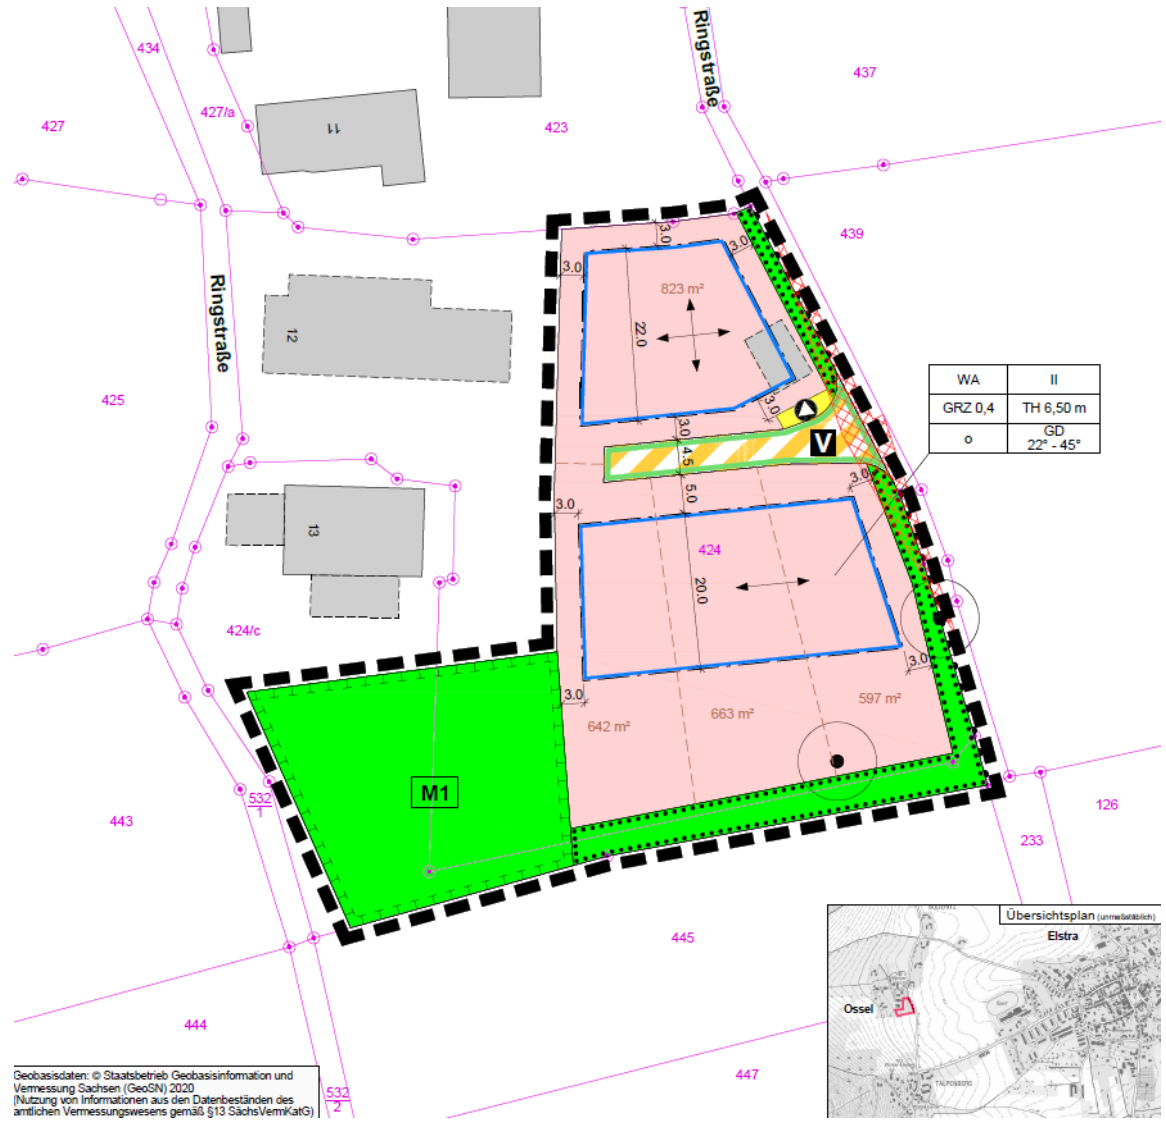 Ringstraße
434
437
427/a
427
423
11
439
3.0
3.0
3.0
823 m²
Ringstraße
12
22.0
WA
II
GRZ 0,4
TH 6,50 m
o
GD
22° - 45°
425
3.0
3.0
V
4.5
3.0
5.0
3.0
13
424
20.0
424/c
3.0
3.0
642 m²
663 m²
597 m²
M1
532
1
443
126
233
445
Übersichtsplan (unmaßstäblich)
Elstra
Ossel
TALPENBERG
444
447
532
2
Geobasisdaten: © Staatsbetrieb Geobasisinformation und
Vermessung Sachsen (GeoSN) 2020
(Nutzung von Informationen aus den Datenbeständen des
amtlichen Vermessungswesens gemäß §13 SächsVermKatG)